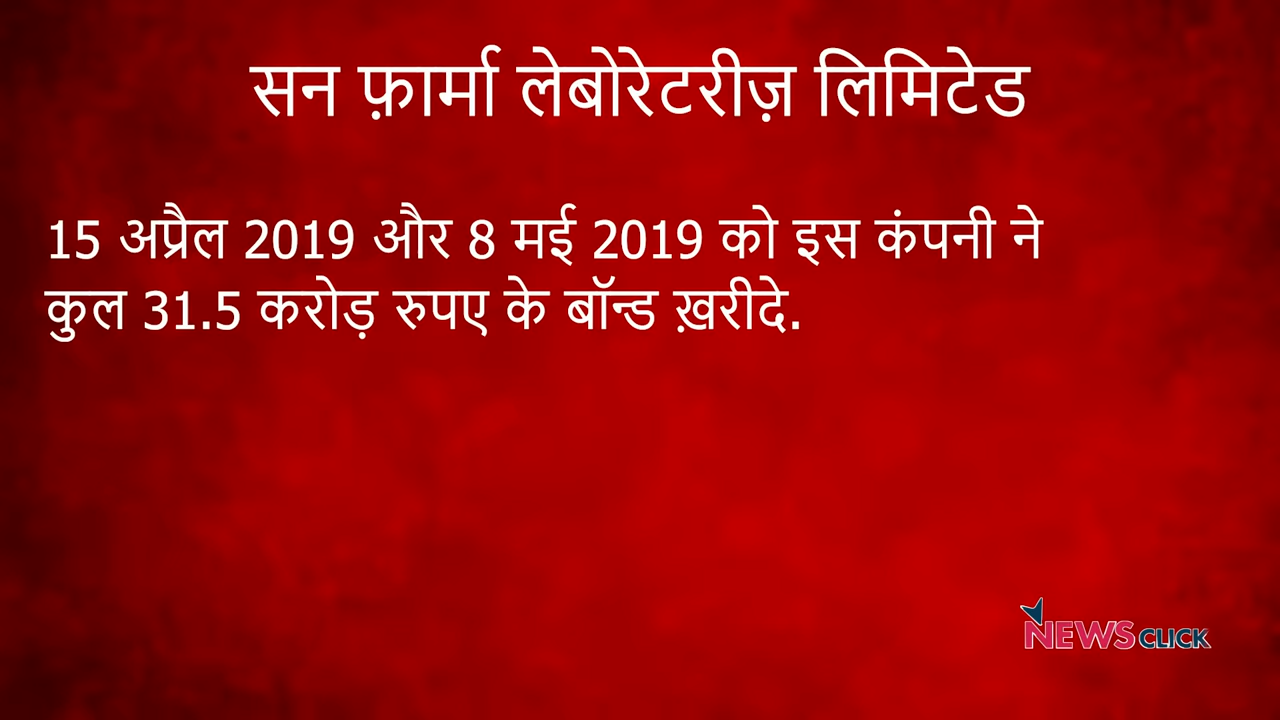 सन फ़ार्मा लेबोरेटरीज़ लिमिटेड
15 अप्रैल 2019 और 8 मई 2019 को इस कंपनी ने
कुल 31.5 करोड़ रुपए के बॉन्ड ख़रीदे.
NEWSCLICK